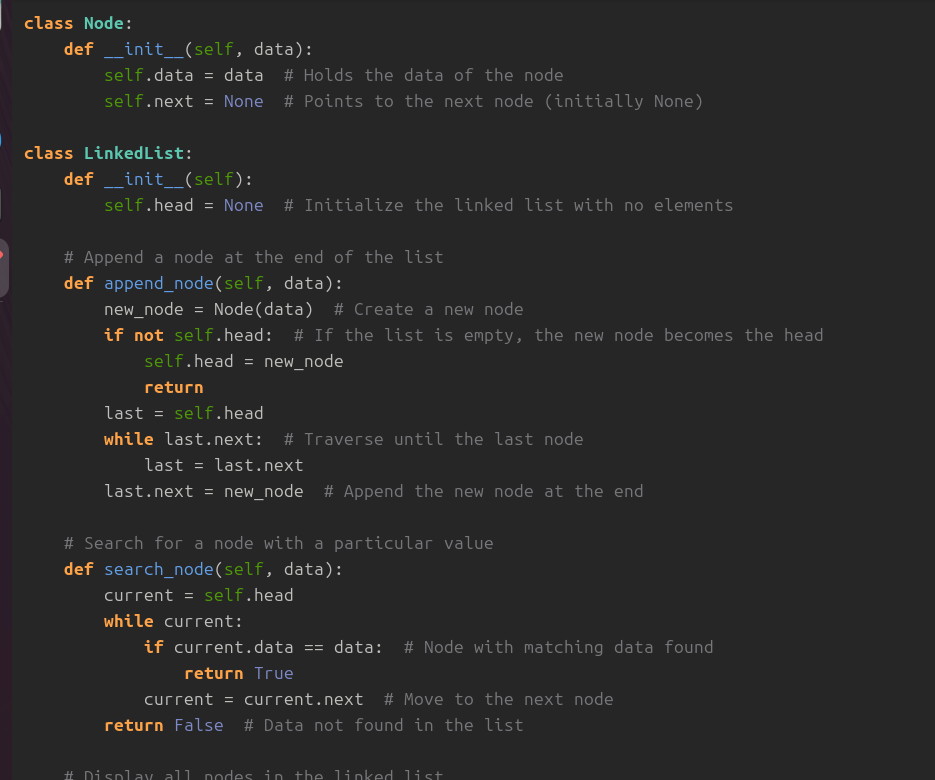 class Node:
    def __init__(self, data):
        self.data = data  # Holds the data of the node
        self.next = None  # Points to the next node (initially None)

class LinkedList:
    def __init__(self):
        self.head = None  # Initialize the linked list with no elements

    # Append a node at the end of the list
    def append_node(self, data):
        new_node = Node(data)  # Create a new node
        if not self.head:  # If the list is empty, the new node becomes the head
            self.head = new_node
            return
        last = self.head
        while last.next:  # Traverse until the last node
            last = last.next
        last.next = new_node  # Append the new node at the end

    # Search for a node with a particular value
    def search_node(self, data):
        current = self.head
        while current:
            if current.data == data:  # Node with matching data found
                return True
            current = current.next  # Move to the next node
        return False  # Data not found in the list

    # Display all nodes in the linked list